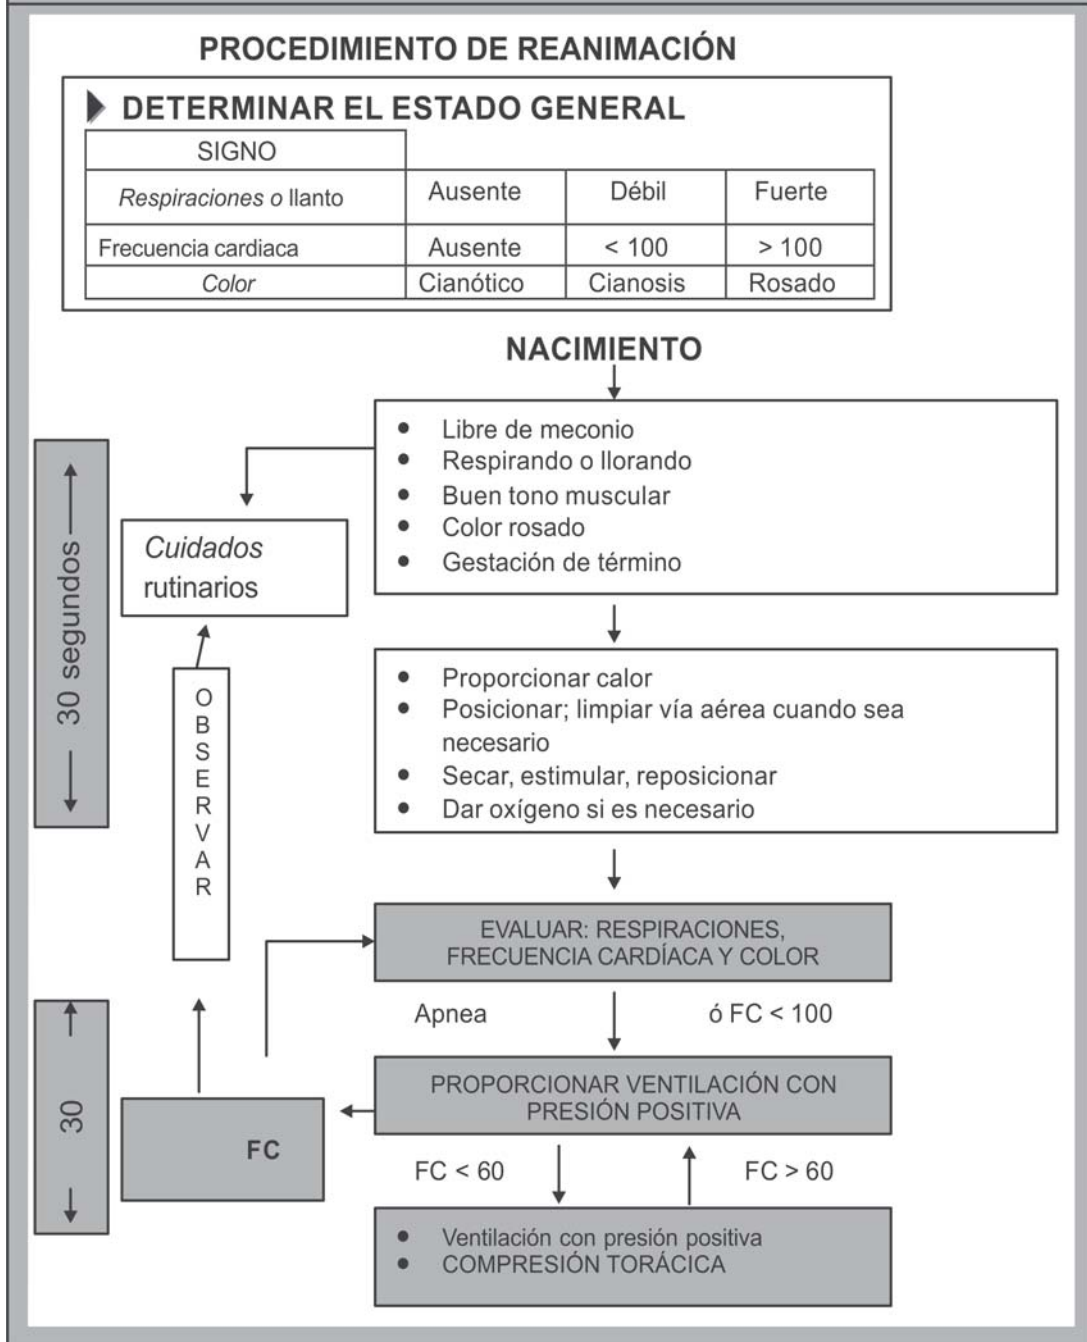 PROCEDIMIENTO DE REANIMACIÓN
DETERMINAR EL ESTADO GENERAL
SIGNO
Respiraciones o llanto Ausente Débil Fuerte
Frecuencia cardiaca Ausente < 100 > 100
Color Cianótico Cianosis Rosado
NACIMIENTO
• Libre de meconio
• Respirando o llorando
• Buen tono muscular
• Color rosado
• Gestación de término
30 segundos
Cuidados
rutinarios
• Proporcionar calor
• Posicionar; limpiar vía aérea cuando sea
necesario
• Secar, estimular, reposicionar
• Dar oxígeno si es necesario
O
B
S
E
R
V
A
R
EVALUAR: RESPIRACIONES,
FRECUENCIA CARDÍACA Y COLOR
Apnea ó FC < 100
30
PROPORCIONAR VENTILACIÓN CON
PRESIÓN POSITIVA
FC
FC < 60 FC > 60
• Ventilación con presión positiva
• COMPRESIÓN TORÁCICA